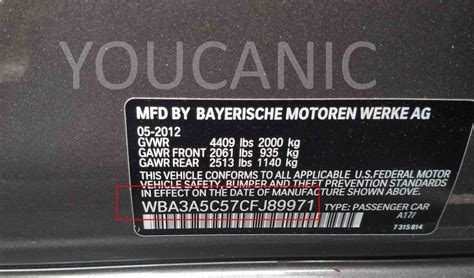 YOUCANIC
MFD BY BAYERISCHE MOTOREN WERKE AG
05-2012
GVWR 4409 lbs 2000 kg
GAWR FRONT 2061 lbs 935 kg
GAWR REAR 2513 lbs 1140 kg
THIS VEHICLE CONFORMS TO ALL APPLICABLE U.S.FEDERAL MOTOR
VEHICLE SAFETY, BUMPER AND THEFT PREVENTION STANDARDS
IN EFFECT ON THE DATE OF MANUFACTURE SHOWN ABOVE.
WBA3A5C57CFJ89971 TYPE: PASSENGER CAR
A17/
7 315 814